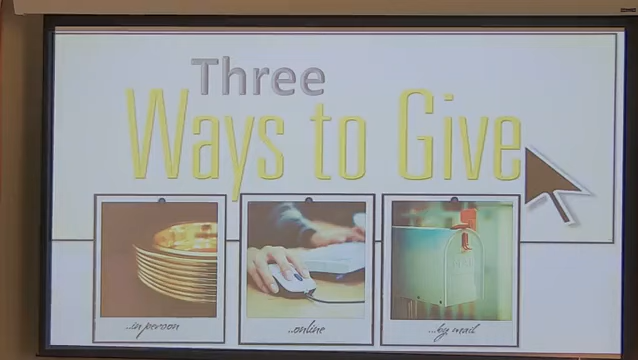 Three
Ways to Give
...in person
...online
...by mail